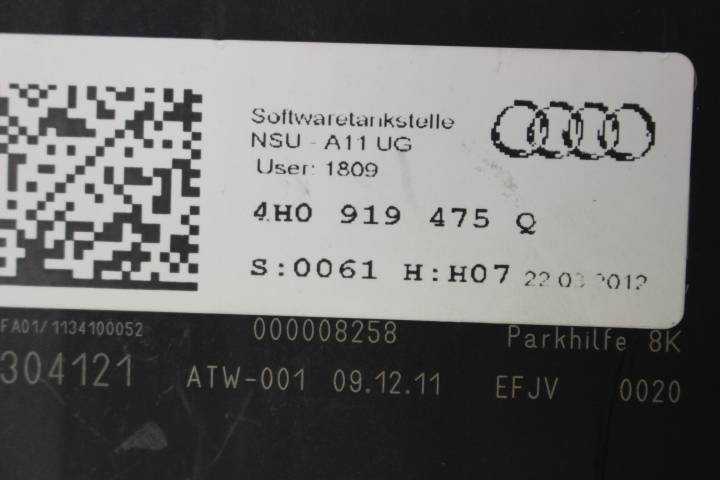 Softwaretankstelle
NSU - A11 UG
User: 1809
4H0 919 475 Q
S:0061 H:H07 22.03.2012
FA01/1134100052 000008258 Parkhilfe 8K
304121 ATW-001 09.12.11 EFJV 0020